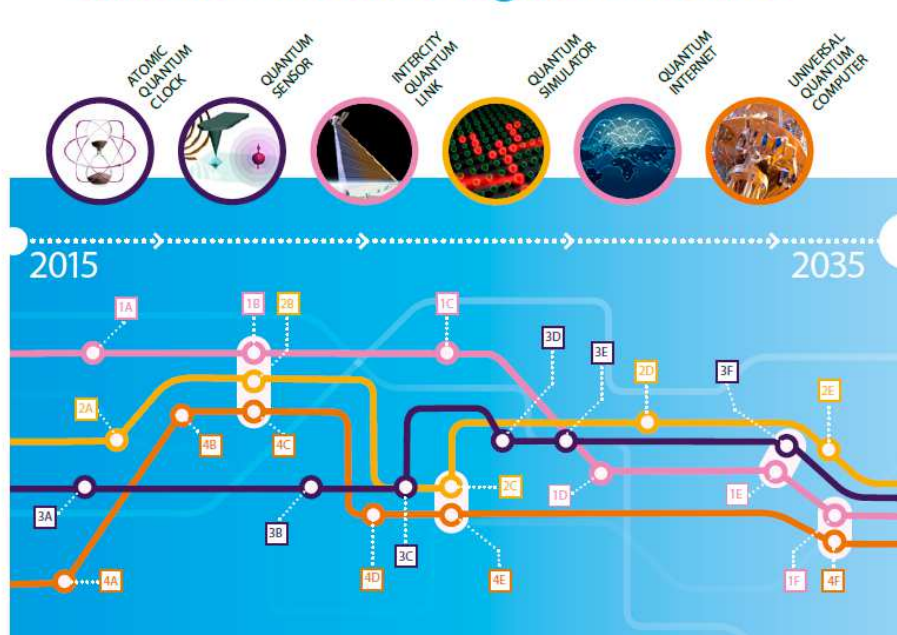 ATOMIC
QUANTUM
CLOCK
QUANTUM
SENSOR
INTERCITY
QUANTUM
LINK
QUANTUM
SIMULATOR
QUANTUM
INTERNET
UNIVERSAL
QUANTUM
COMPUTER
2015
2035
1A
1B
2B
1C
3D
3E
2D
3F
2E
2A
4B
4C
3A
3B
3C
2C
1D
1E
4A
4D
4E
1F
4F